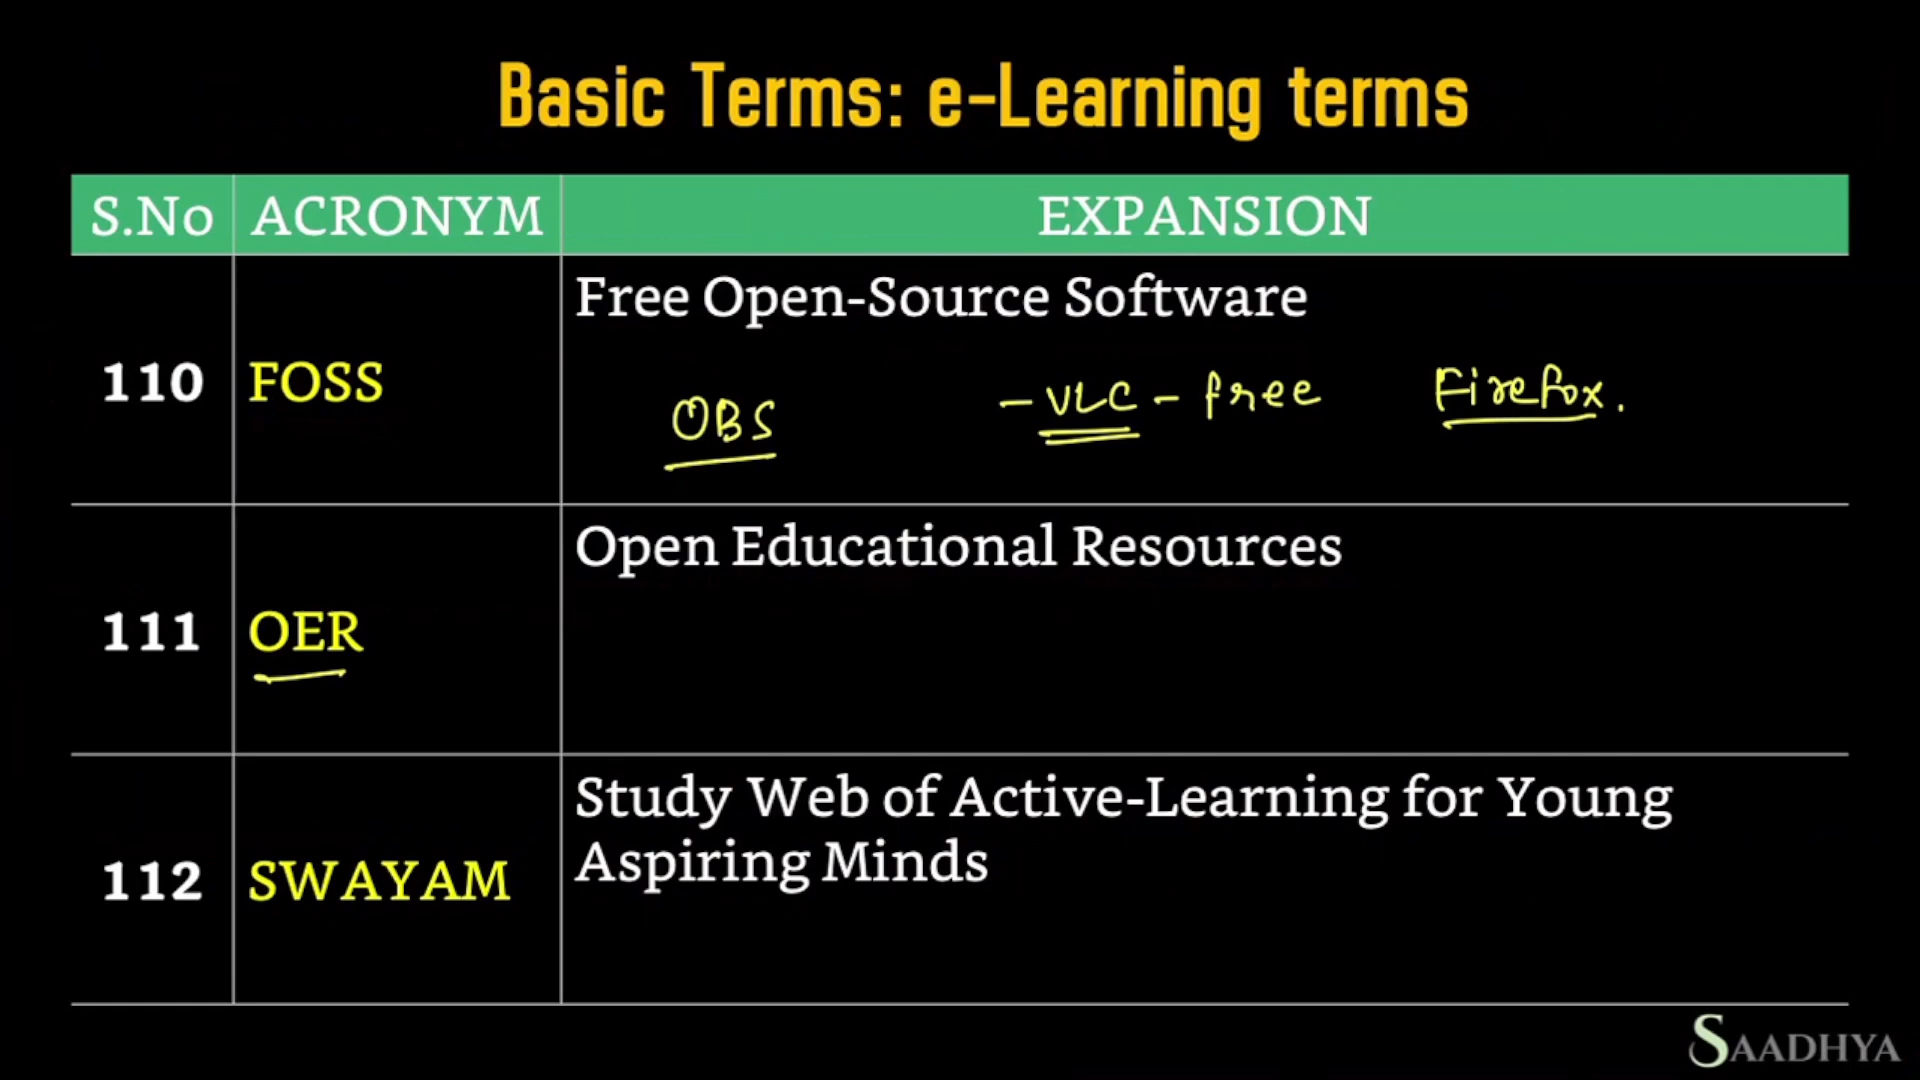 Basic Terms: e-Learning terms
S.No ACRONYM EXPANSION
110 FOSS Free Open-Source Software
OBS - VLC - free Firefox.
111 OER Open Educational Resources
112 SWAYAM Study Web of Active-Learning for Young
Aspiring Minds
SAADHYA